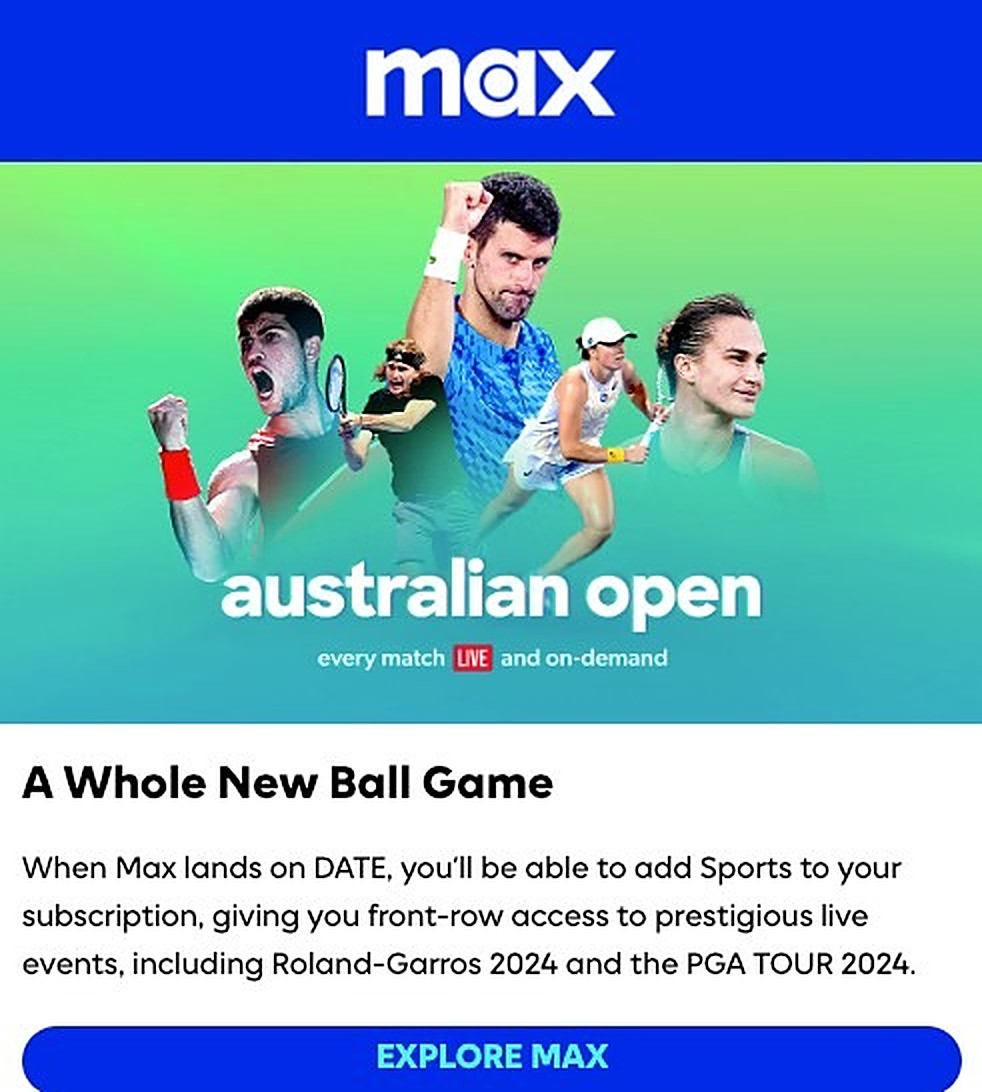 max
australian open
every match LIVE and on-demand
A Whole New Ball Game
When Max lands on DATE, you'll be able to add Sports to your
subscription, giving you front-row access to prestigious live
events, including Roland-Garros 2024 and the PGA TOUR 2024.
EXPLORE MAX